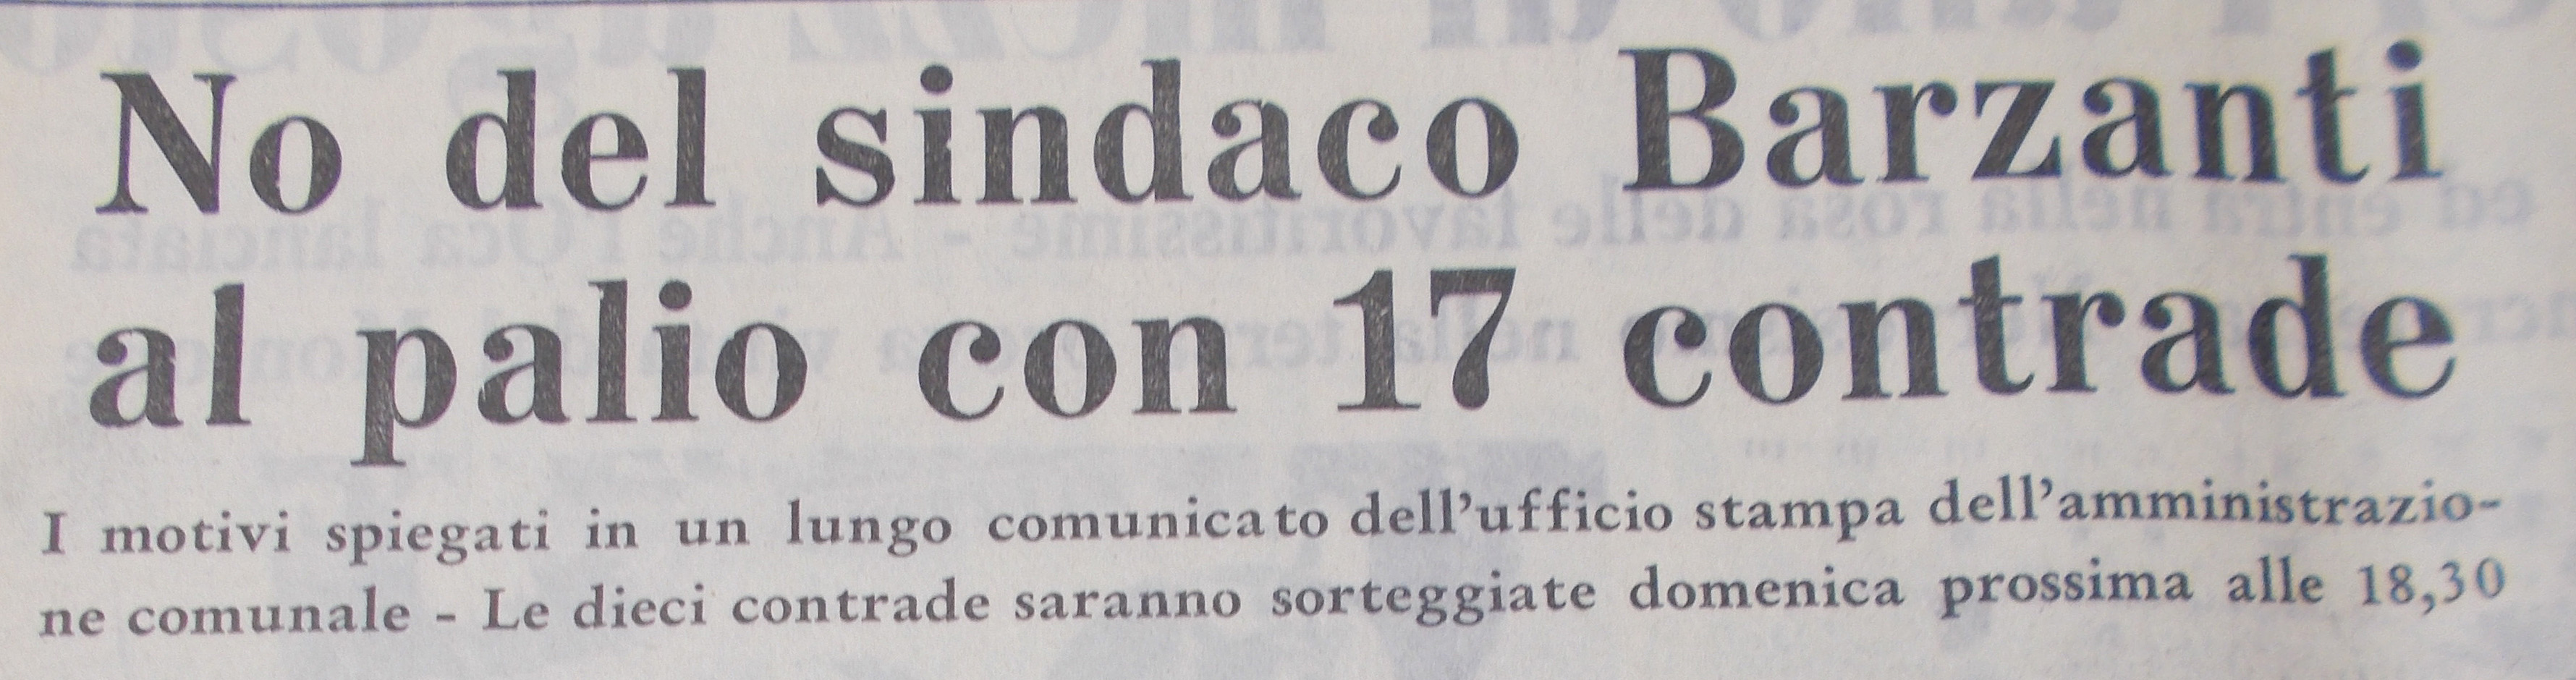 No del sindaco Barzanti
al palio con 17 contrade
I motivi spiegati in un lungo comunicato dell'ufficio stampa dell'amministrazio-
ne comunale - Le dieci contrade saranno sorteggiate domenica prossima alle 18,30